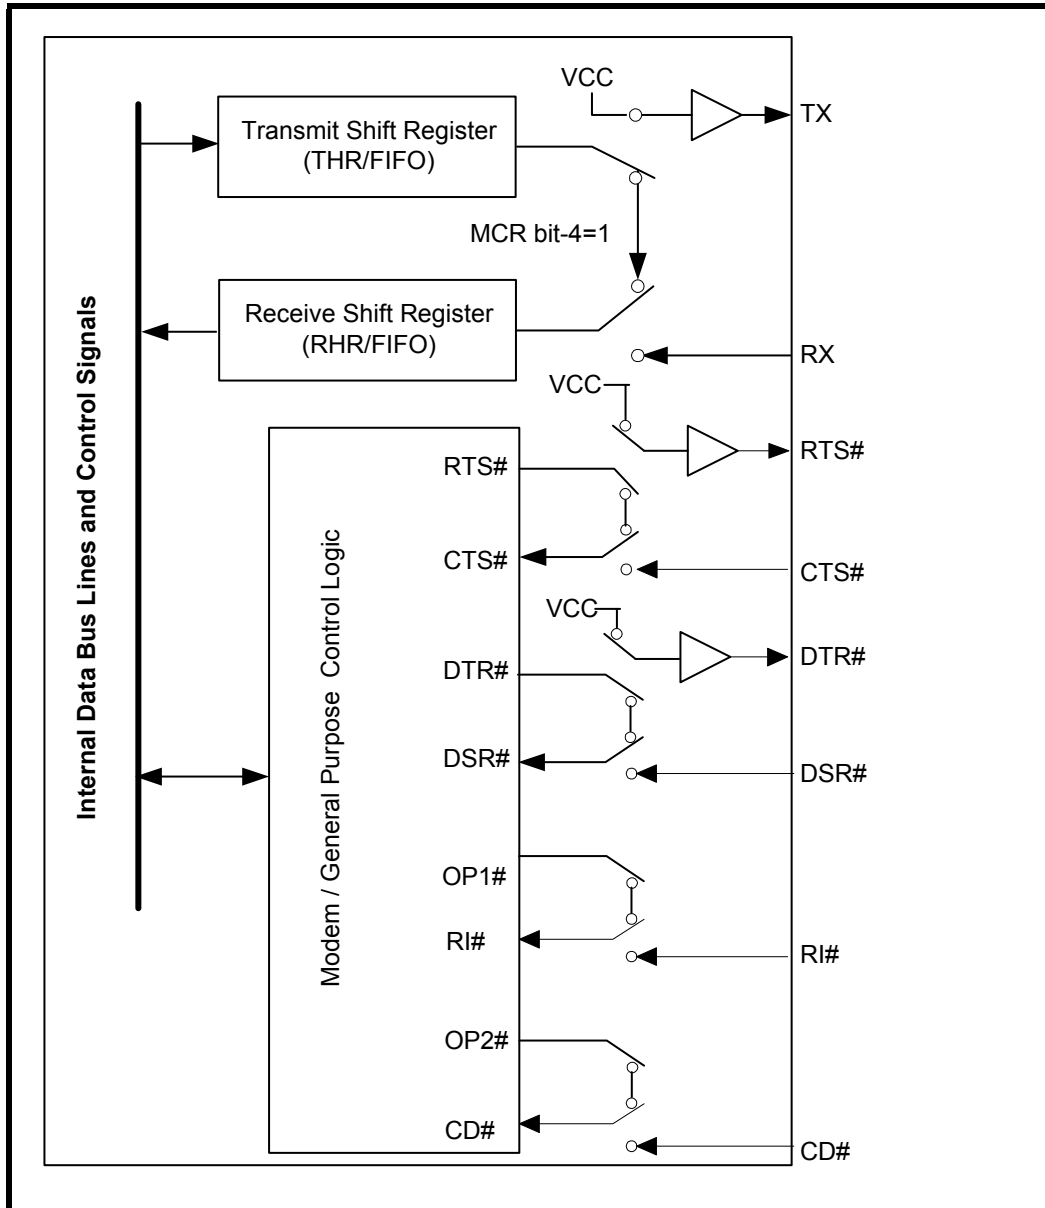 VCC
TX
Transmit Shift Register
(THR/FIFO)
MCR bit-4=1
Receive Shift Register
(RHR/FIFO)
RX
VCC
RTS#
Internal Data Bus Lines and Control Signals
Modem / General Purpose Control Logic
RTS#
CTS#
CTS#
VCC
DTR#
DTR#
DSR#
DSR#
OP1#
RI#
RI#
OP2#
CD#
CD#